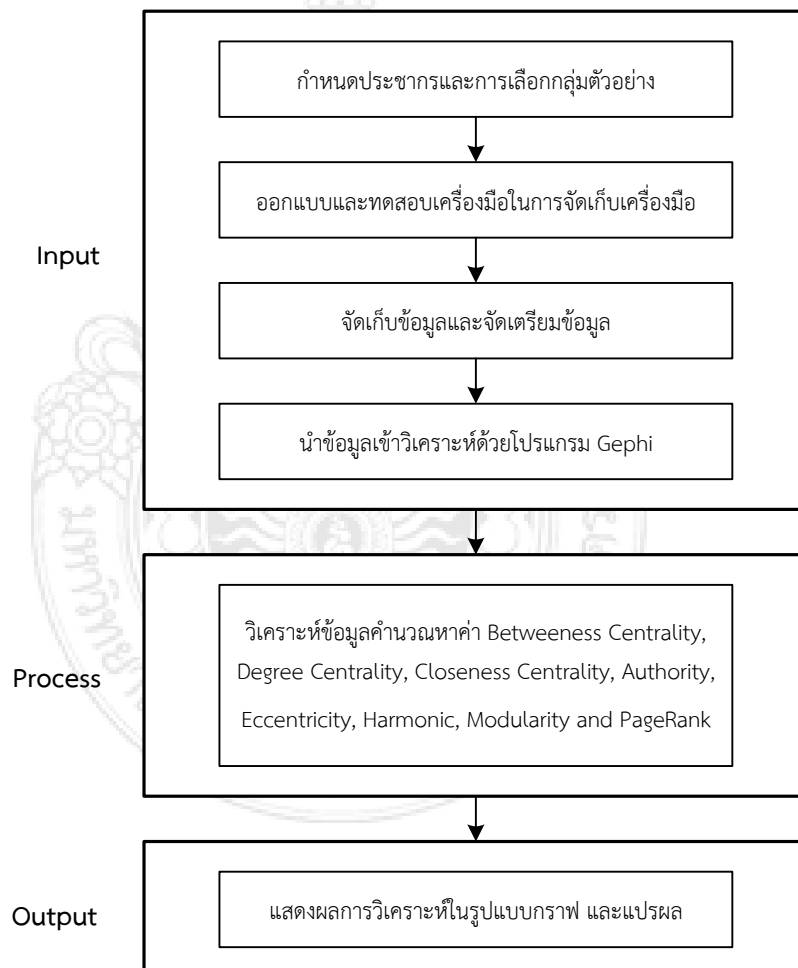 กำหนดประชากรและการเลือกกลุ่มตัวอย่าง
ออกแบบและทดสอบเครื่องมือในการจัดเก็บเครื่องมือ
Input
จัดเก็บข้อมูลและจัดเตรียมข้อมูล
นำข้อมูลเข้าวิเคราะห์ด้วยโปรแกรม Gephi
Process
วิเคราะห์ข้อมูลคำนวณหาค่า Betweeness Centrality,
Degree Centrality, Closeness Centrality, Authority,
Eccentricity, Harmonic, Modularity and PageRank
Output
แสดงผลการวิเคราะห์ในรูปแบบกราฟ และแปรผล